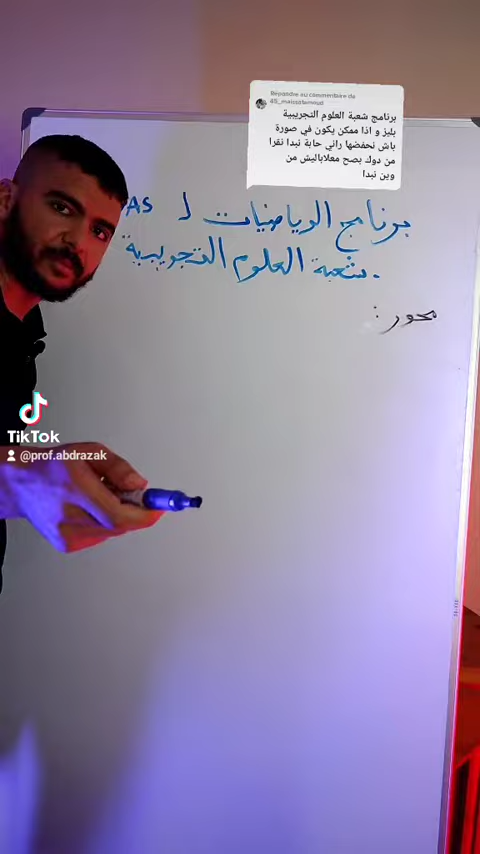 Répondre au commentaire de
برنامج شعبة العلوم التجريبية
بليز و اذا ممكن يكون في صورة
باش نحفضها راني حابة نبدا نقرا
من دوك بصح معلاباليش من
وين نبدا
برنامج الرياضيات ل AS
شعبة العلوم التجريبية.
محور:
TikTok
@prof.abdrazak